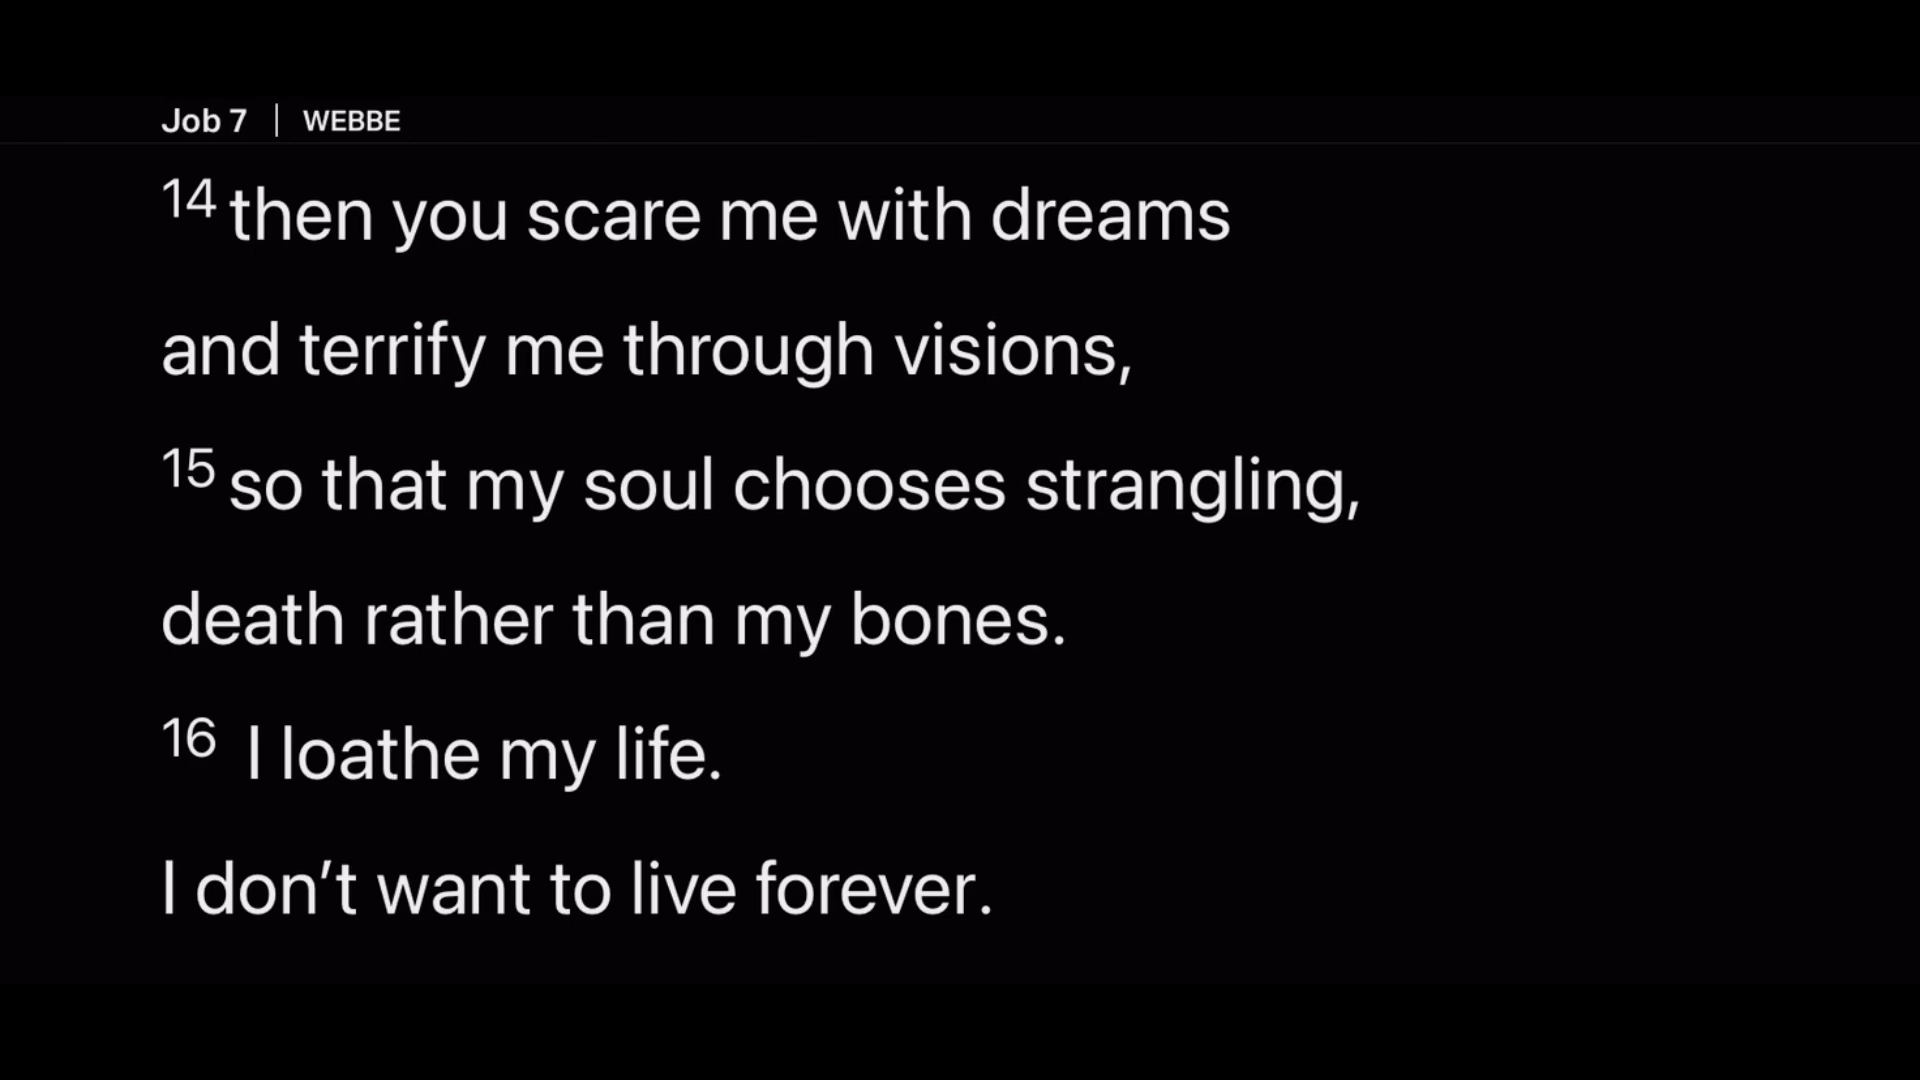 Job 7 | WEBBE
14 then you scare me with dreams
and terrify me through visions,
15 so that my soul chooses strangling,
death rather than my bones.
16 I loathe my life.
I don’t want to live forever.